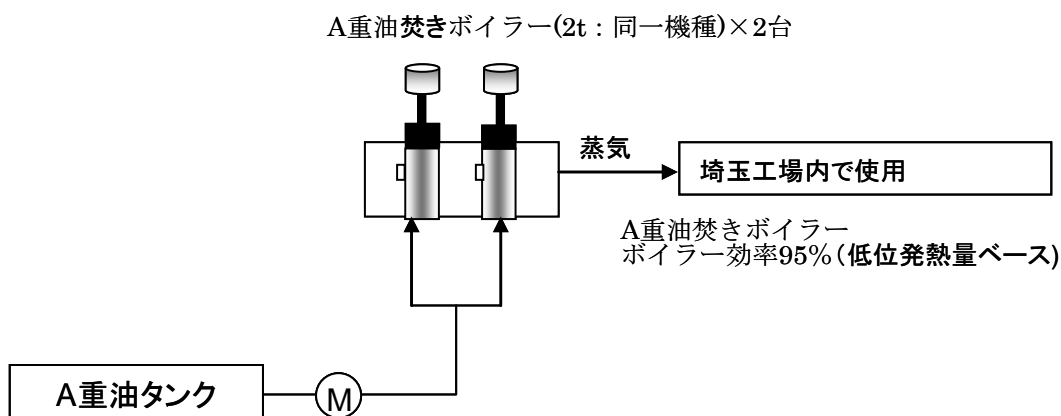 A重油焚きボイラー(2t：同一機種)×2台
蒸気
埼玉工場内で使用
A重油焚きボイラー
ボイラー効率95%(低位発熱量ベース)
A重油タンク
M